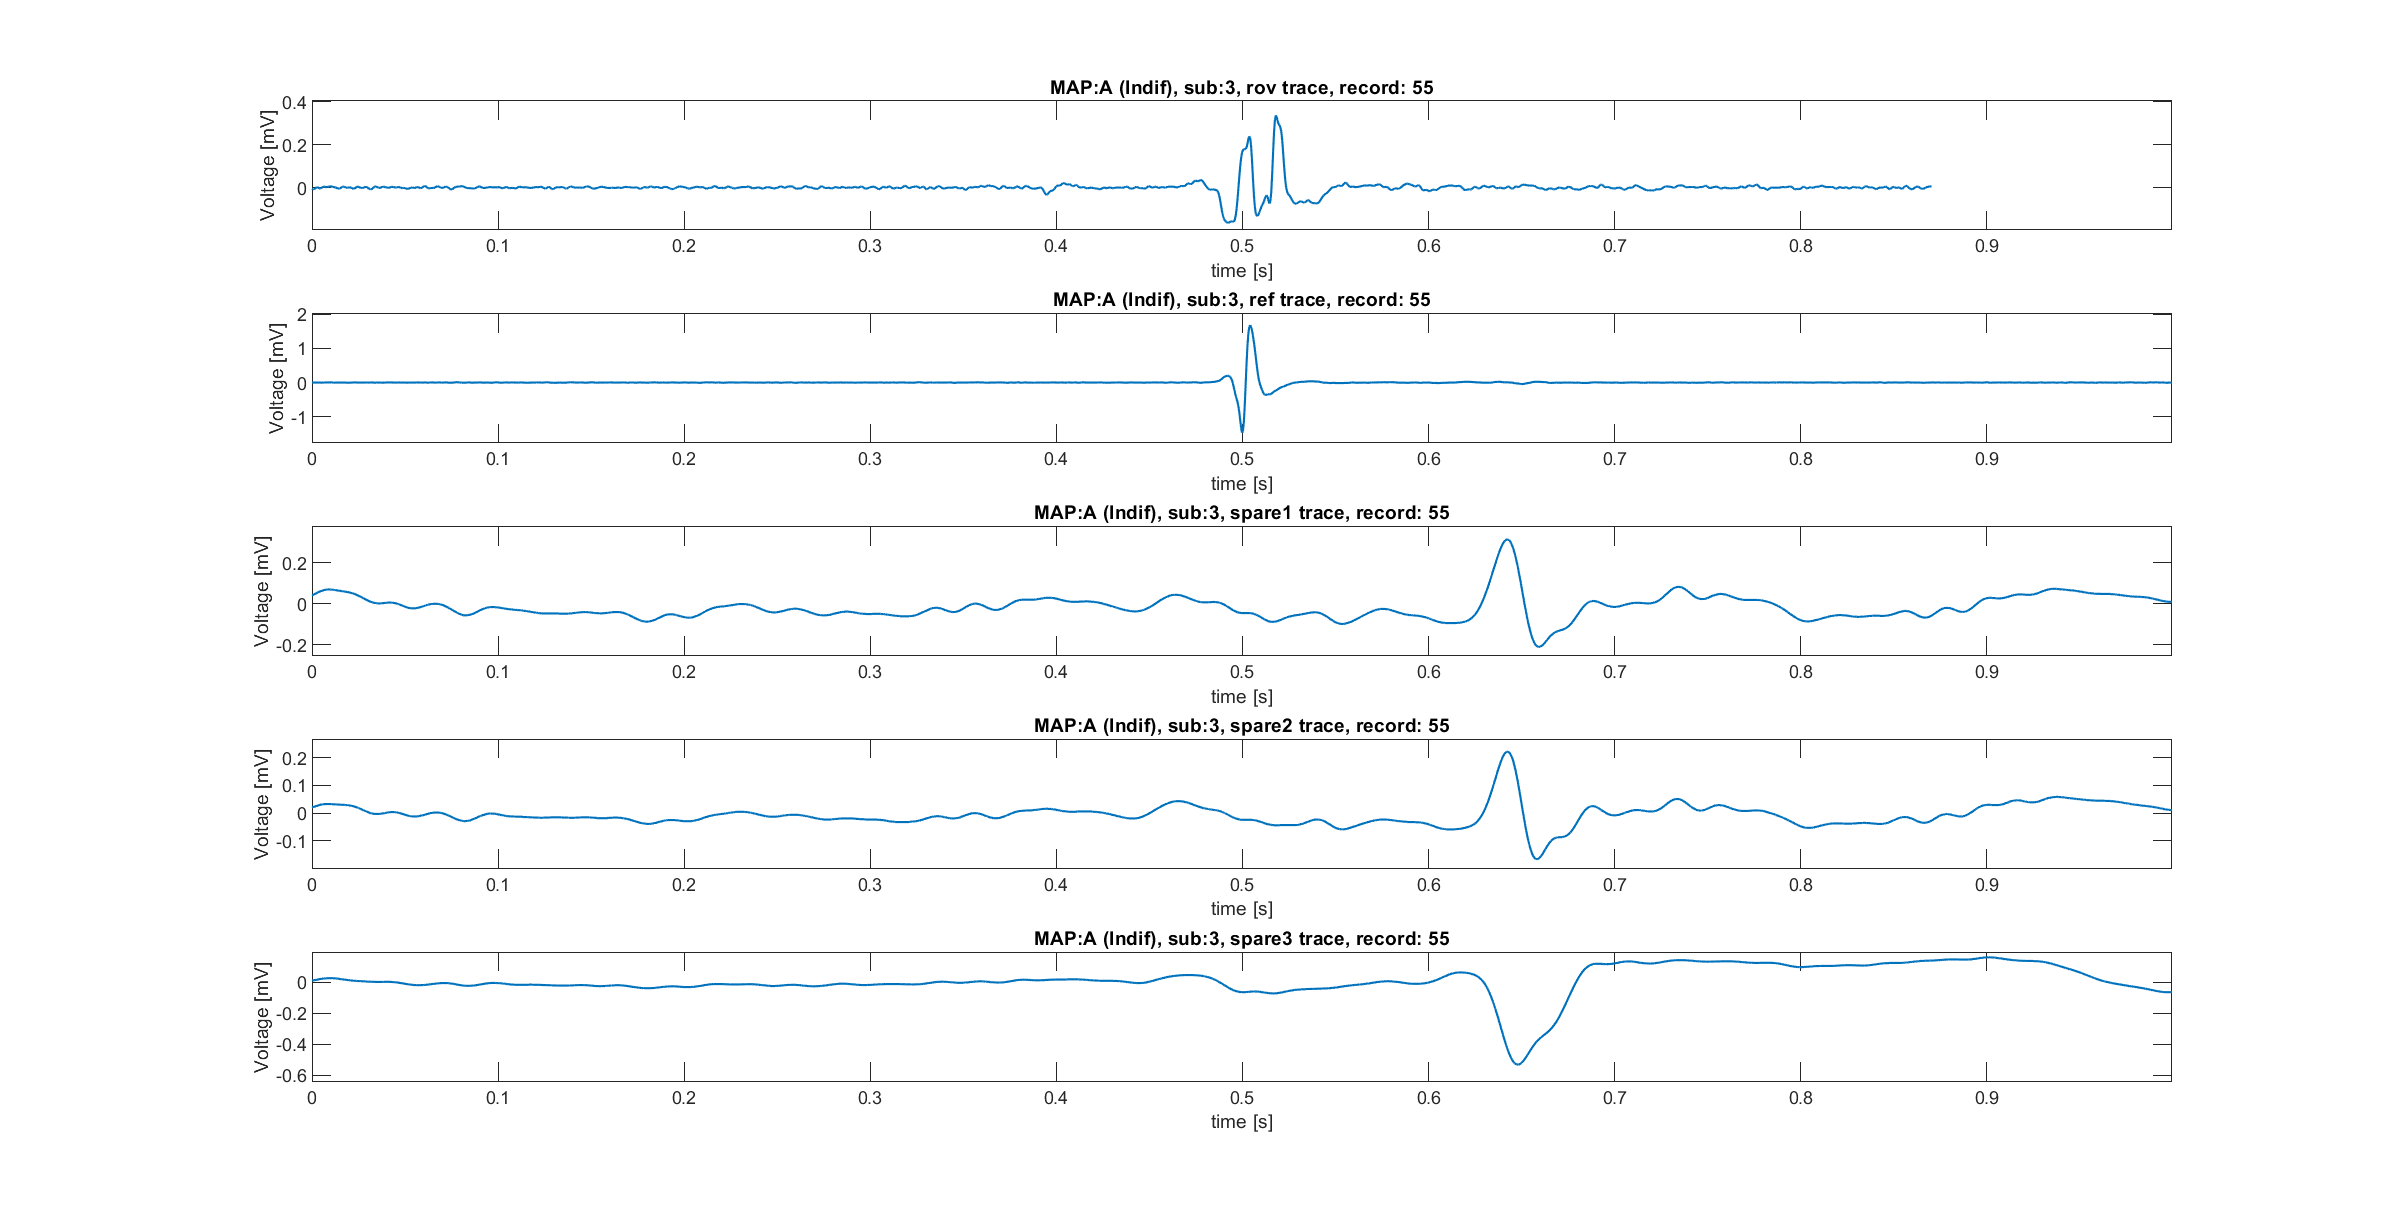 MAP:A (Indif), sub:3, rov trace, record: 55
Voltage [mV]
0.4
0.2
0
0 0.1 0.2 0.3 0.4 0.5 0.6 0.7 0.8 0.9
time [s]
MAP:A (Indif), sub:3, ref trace, record: 55
Voltage [mV]
2
1
0
-1
0 0.1 0.2 0.3 0.4 0.5 0.6 0.7 0.8 0.9
time [s]
MAP:A (Indif), sub:3, spare1 trace, record: 55
Voltage [mV]
0.2
0
-0.2
0 0.1 0.2 0.3 0.4 0.5 0.6 0.7 0.8 0.9
time [s]
MAP:A (Indif), sub:3, spare2 trace, record: 55
Voltage [mV]
0.2
0.1
0
-0.1
0 0.1 0.2 0.3 0.4 0.5 0.6 0.7 0.8 0.9
time [s]
MAP:A (Indif), sub:3, spare3 trace, record: 55
Voltage [mV]
0
-0.2
-0.4
-0.6
0 0.1 0.2 0.3 0.4 0.5 0.6 0.7 0.8 0.9
time [s]